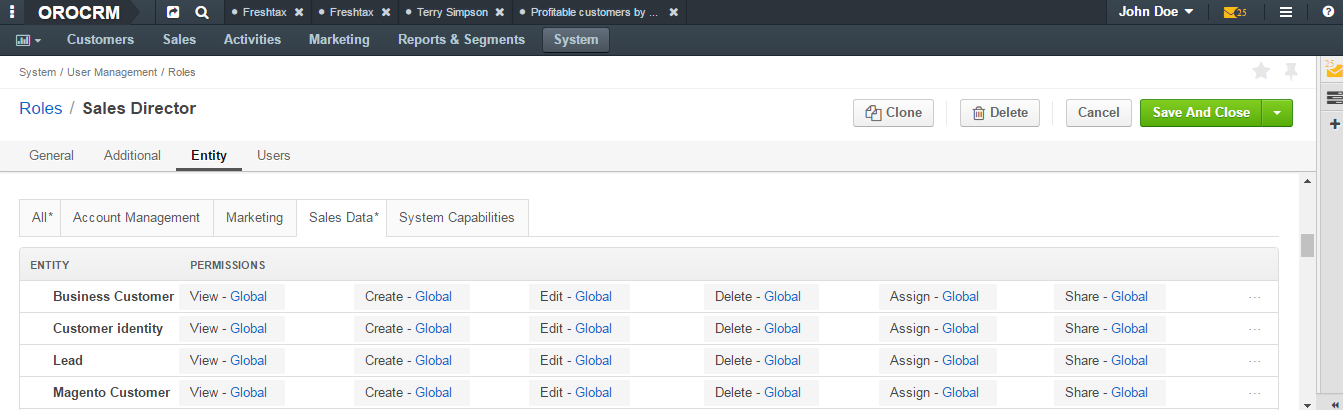 OROCRM Freshtax × Freshtax × Terry Simpson × Profitable customers by ... × John Doe 25
Customers Sales Activities Marketing Reports & Segments System
System / User Management / Roles
25
Roles / Sales Director Clone Delete Cancel Save And Close
General Additional Entity Users
All* Account Management Marketing Sales Data* System Capabilities
ENTITY PERMISSIONS
Business Customer View - Global Create - Global Edit - Global Delete - Global Assign - Global Share - Global ...
Customer identity View - Global Create - Global Edit - Global Delete - Global Assign - Global Share - Global ...
Lead View - Global Create - Global Edit - Global Delete - Global Assign - Global Share - Global ...
Magento Customer View - Global Create - Global Edit - Global Delete - Global Assign - Global Share - Global ...